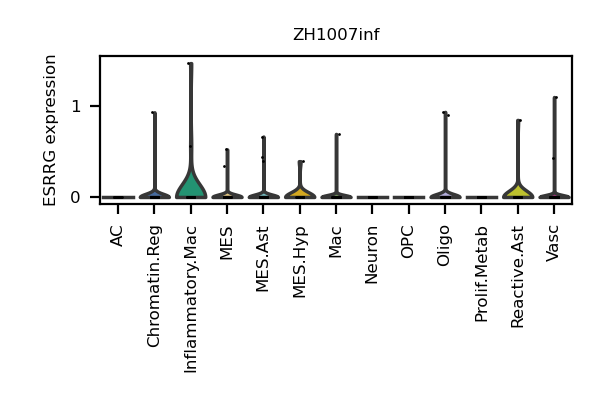 ZH1007inf
ESRRG expression
1
0
AC
Chromatin.Reg
Inflammatory.Mac
MES
MES.Ast
MES.Hyp
Mac
Neuron
OPC
Oligo
Prolif.Metab
Reactive.Ast
Vasc